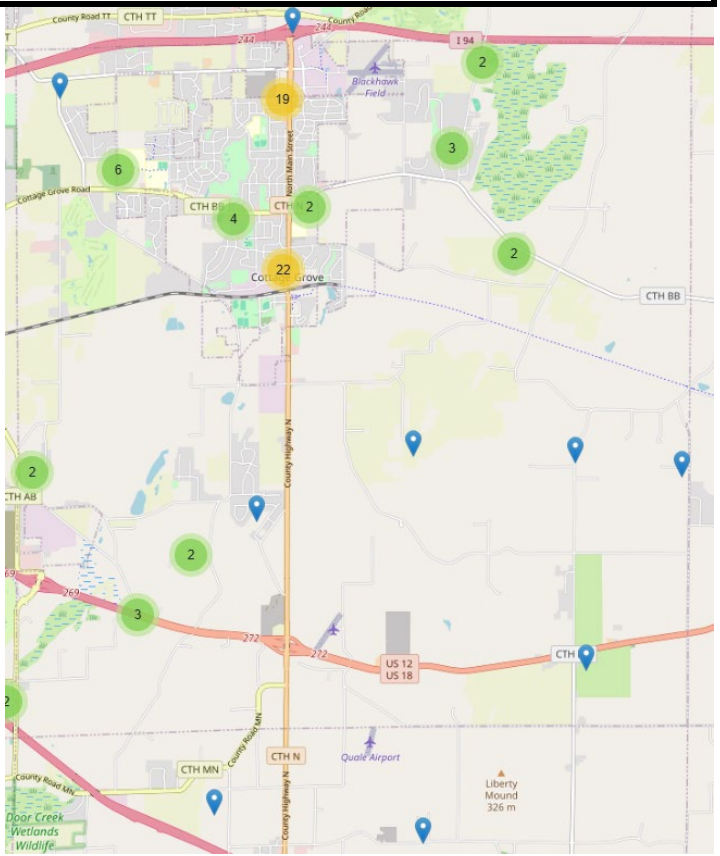 County Road TT
CTH TT
County Road
244
244
I 94
2
Blackhawk
Field
19
North Main Street
3
6
Cottage Grove Road
CTH BB
4
CTH N
2
2
22
Cottage Grove
CTH BB
County Highway N
2
CTH AB
2
69
269
3
272
272
US 12
US 18
CTH
2
County Road MN
CTH N
CTH MN
Quale Airport
County Road MN
County Highway N
Liberty
Mound
326 m
Door Creek
Wetlands
Wildlife